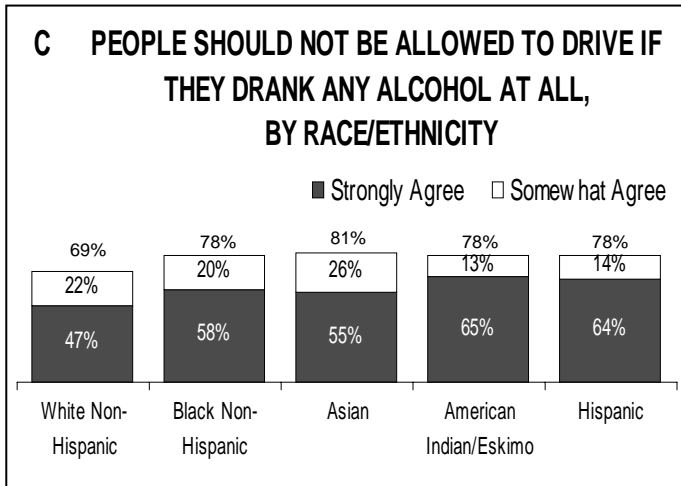 C PEOPLE SHOULD NOT BE ALLOWED TO DRIVE IF
THEY DRANK ANY ALCOHOL AT ALL,
BY RACE/ETHNICITY
Strongly Agree Somewhat Agree
69% 78% 81% 78% 78%
22% 20% 26% 13% 14%
47% 58% 55% 65% 64%
White Non- Black Non- Asian American Hispanic
Hispanic Hispanic Indian/Eskimo